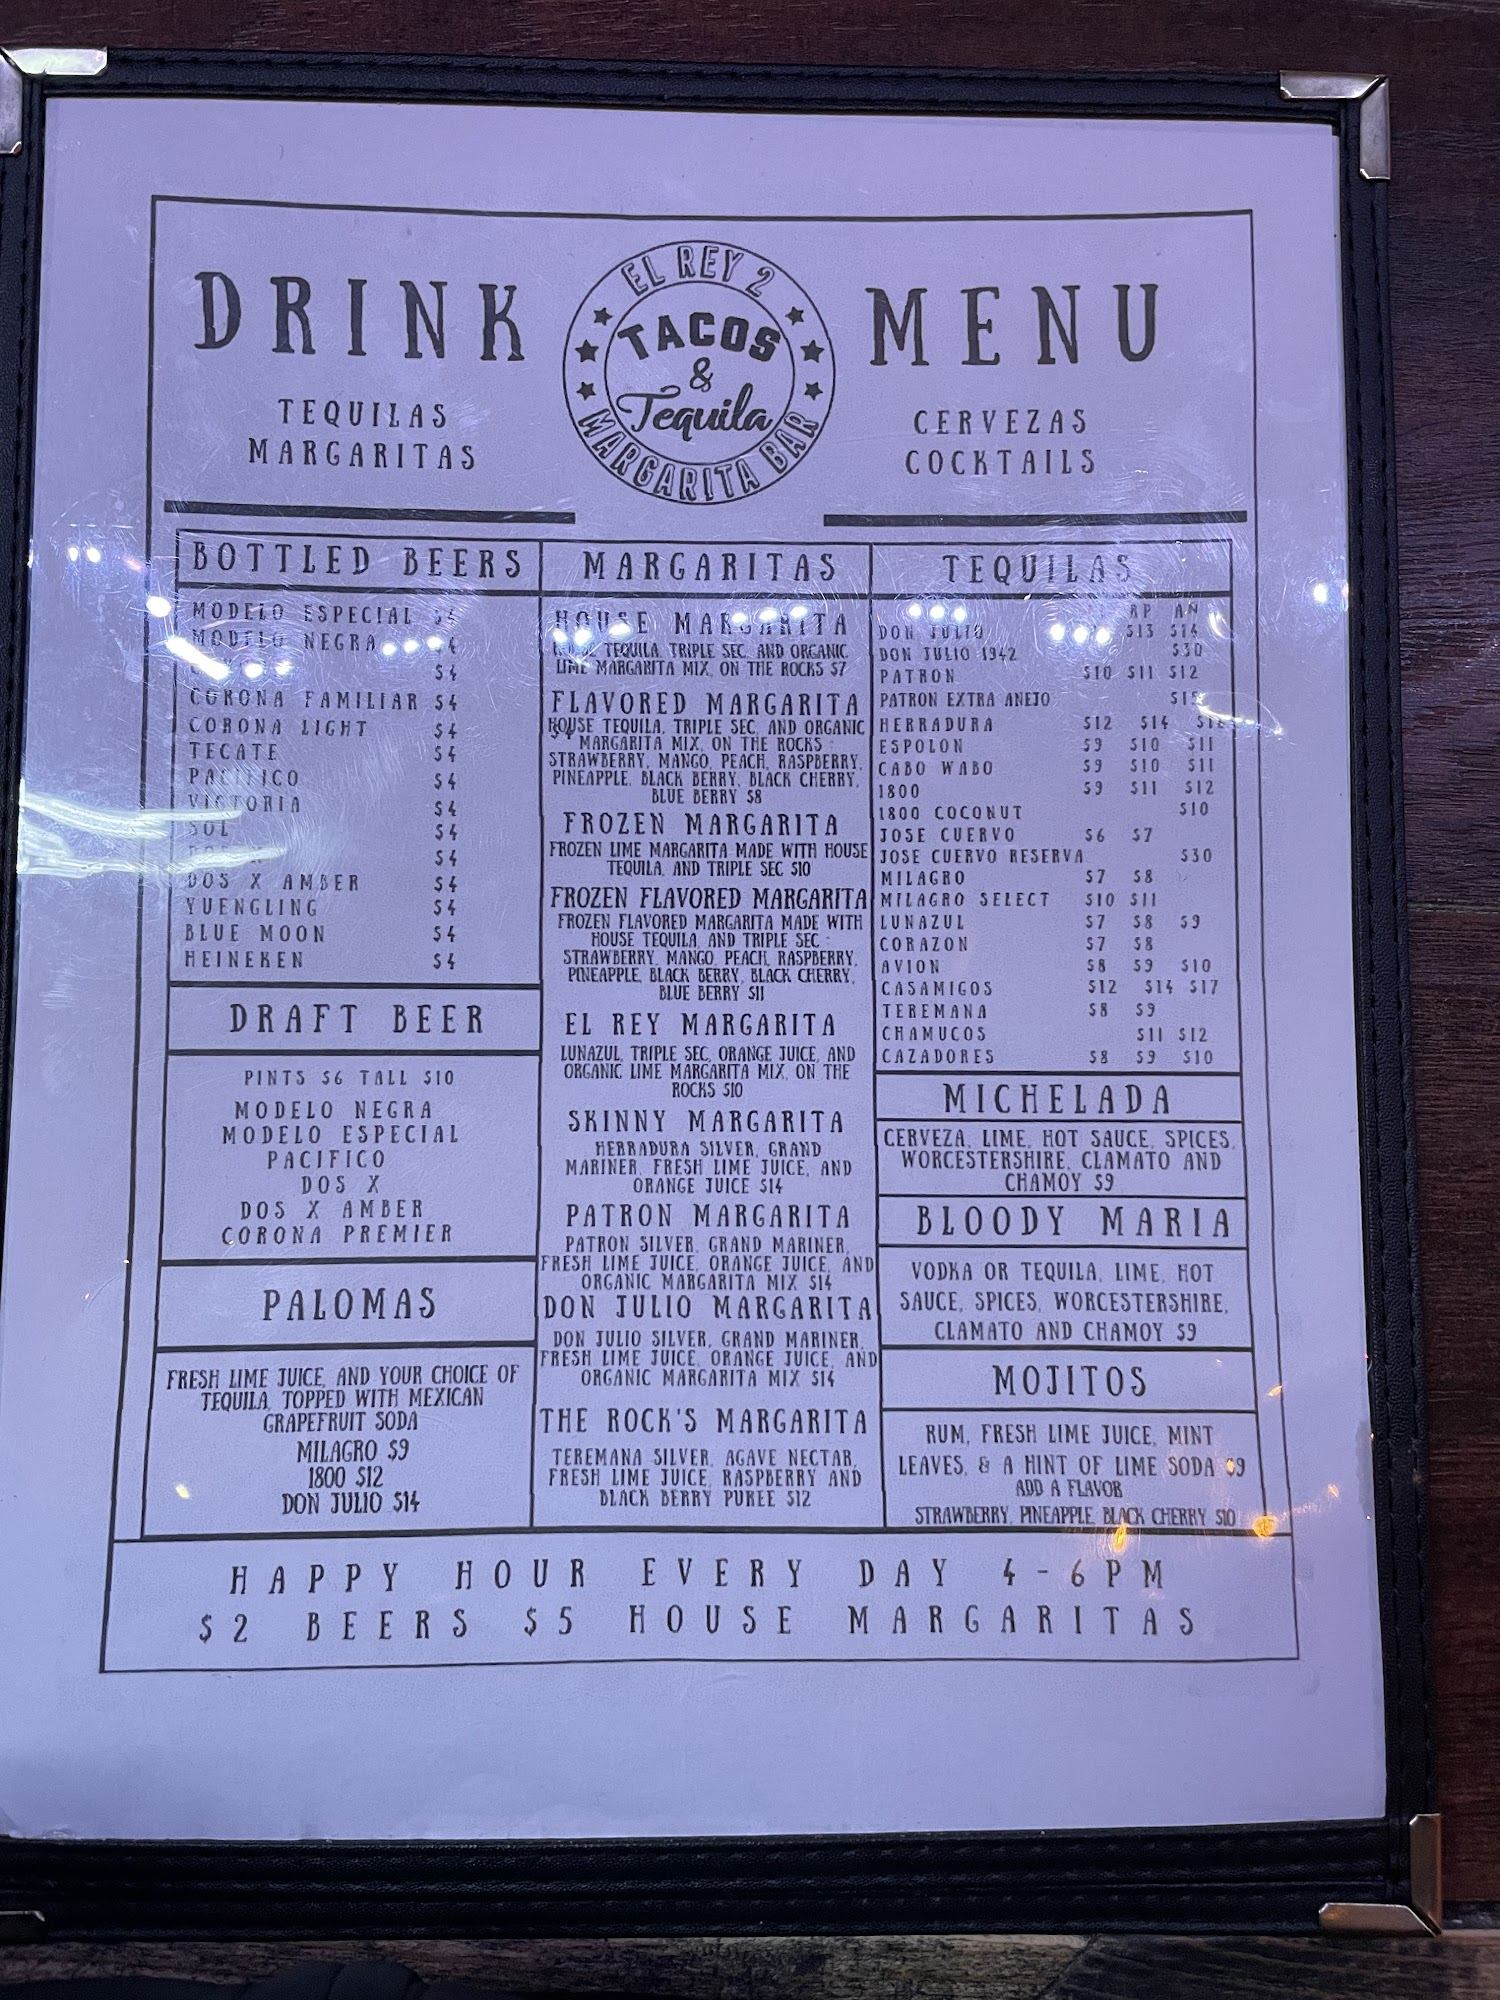 DRINK
TEQUILAS
MARGARITAS
EL REY 2
TACOS
&
Tequila
MARGARITA BAR
MENU
CERVEZAS
COCKTAILS
BOTTLED BEERS
MODELO ESPECIAL $4
MODELO NEGRA $4
$4
CORONA FAMILIAR $4
CORONA LIGHT $4
TECATE $4
PACIFICO $4
VICTORIA $4
SOL $4
$4
DOS X AMBER $4
YUENGLING $4
BLUE MOON $4
HEINEKEN $4
DRAFT BEER
PINTS $6 TALL $10
MODELO NEGRA
MODELO ESPECIAL
PACIFICO
DOS X
DOS X AMBER
CORONA PREMIER
PALOMAS
FRESH LIME JUICE, AND YOUR CHOICE OF
TEQUILA, TOPPED WITH MEXICAN
GRAPEFRUIT SODA
MILAGRO $9
1800 $12
DON JULIO $14
MARGARITAS
HOUSE MARGARITA
TEQUILA, TRIPLE SEC, AND ORGANIC
LIME MARGARITA MIX, ON THE ROCKS $7
FLAVORED MARGARITA
HOUSE TEQUILA, TRIPLE SEC, AND ORGANIC
MARGARITA MIX, ON THE ROCKS :
STRAWBERRY, MANGO, PEACH, RASPBERRY,
PINEAPPLE, BLACK BERRY, BLACK CHERRY,
BLUE BERRY $8
FROZEN MARGARITA
FROZEN LIME MARGARITA MADE WITH HOUSE
TEQUILA, AND TRIPLE SEC $10
FROZEN FLAVORED MARGARITA
FROZEN FLAVORED MARGARITA MADE WITH
HOUSE TEQUILA, AND TRIPLE SEC :
STRAWBERRY, MANGO, PEACH, RASPBERRY,
PINEAPPLE, BLACK BERRY, BLACK CHERRY,
BLUE BERRY $11
EL REY MARGARITA
LUNAZUL, TRIPLE SEC, ORANGE JUICE, AND
ORGANIC LIME MARGARITA MIX, ON THE
ROCKS $10
SKINNY MARGARITA
HERRADURA SILVER, GRAND
MARINER, FRESH LIME JUICE, AND
ORANGE JUICE $14
PATRON MARGARITA
PATRON SILVER, GRAND MARINER,
FRESH LIME JUICE, ORANGE JUICE, AND
ORGANIC MARGARITA MIX $14
DON JULIO MARGARITA
DON JULIO SILVER, GRAND MARINER,
FRESH LIME JUICE, ORANGE JUICE, AND
ORGANIC MARGARITA MIX $14
THE ROCK'S MARGARITA
TEREMANA SILVER, AGAVE NECTAR,
FRESH LIME JUICE, RASPBERRY AND
BLACK BERRY PUREE $12
TEQUILAS
RP AN
DON JULIO $13 $14
DON JULIO 1942 $30
PATRON $10 $11 $12
PATRON EXTRA ANEJO
HERRADURA $12 $14
ESPOLON $9 $10 $11
CABO WABO $9 $10 $11
1800 $9 $11 $12
1800 COCONUT $10
JOSE CUERVO $6 $7
JOSE CUERVO RESERVA $30
MILAGRO $7 $8
MILAGRO SELECT $10 $11
LUNAZUL $7 $8 $9
CORAZON $7 $8
AVION $8 $9 $10
CASAMIGOS $12 $14 $17
TEREMANA $8 $9
CHAMUCOS $11 $12
CAZADORES $8 $9 $10
MICHELADA
CERVEZA, LIME, HOT SAUCE, SPICES,
WORCESTERSHIRE, CLAMATO AND
CHAMOY $9
BLOODY MARIA
VODKA OR TEQUILA, LIME, HOT
SAUCE, SPICES, WORCESTERSHIRE,
CLAMATO AND CHAMOY $9
MOJITOS
RUM, FRESH LIME JUICE, MINT
LEAVES, & A HINT OF LIME SODA $9
ADD A FLAVOR
STRAWBERRY, PINEAPPLE, BLACK CHERRY $10
HAPPY HOUR EVERY DAY 4-6PM
$2 BEERS $5 HOUSE MARGARITAS